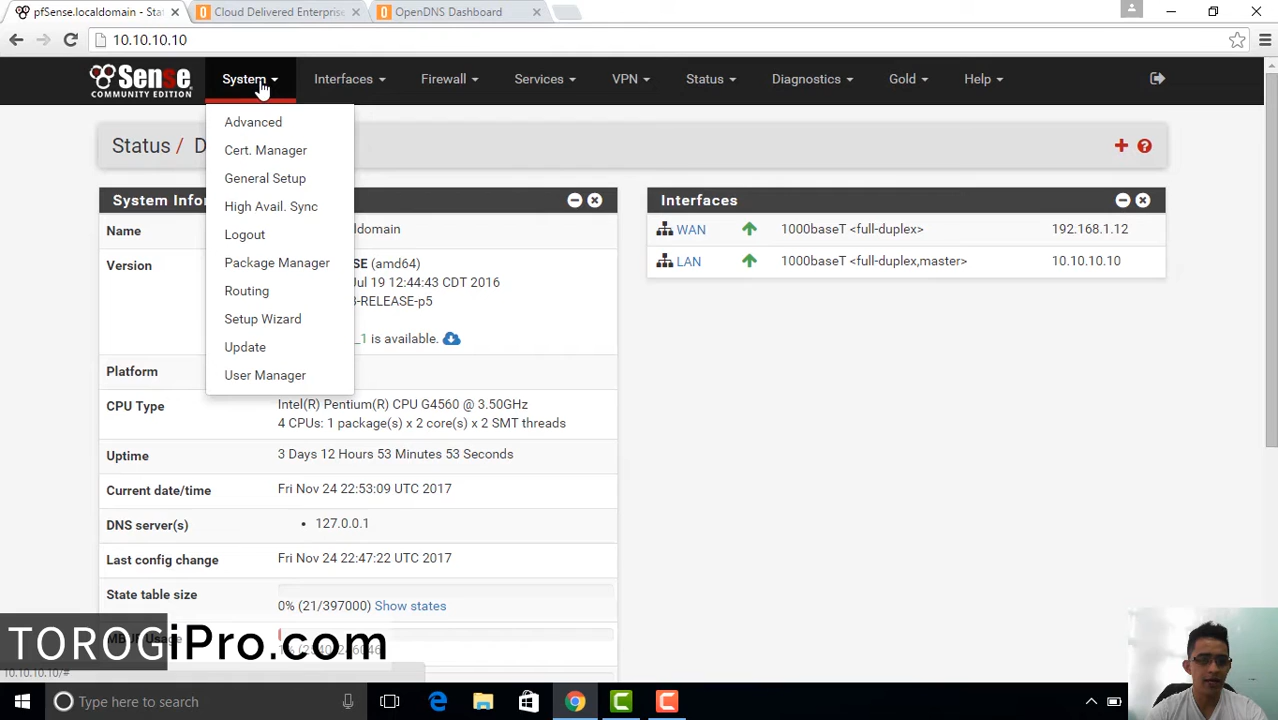 pfSense.localdomain - Sta
Cloud Delivered Enterprise
OpenDNS Dashboard
10.10.10.10
Sense
COMMUNITY EDITION
System
Interfaces
Firewall
Services
VPN
Status
Diagnostics
Gold
Help
Advanced
Cert. Manager
General Setup
High Avail. Sync
Logout
Package Manager
Routing
Setup Wizard
Update
User Manager
Status / D
System Info
Name
ldomain
Version
SE (amd64)
Jul 19 12:44:43 CDT 2016
-RELEASE-p5
_1 is available.
Platform
CPU Type
Intel(R) Pentium(R) CPU G4560 @ 3.50GHz
4 CPUs: 1 package(s) x 2 core(s) x 2 SMT threads
Uptime
3 Days 12 Hours 53 Minutes 53 Seconds
Current date/time
Fri Nov 24 22:53:09 UTC 2017
DNS server(s)
• 127.0.0.1
Last config change
Fri Nov 24 22:47:22 UTC 2017
State table size
0% (21/397000) Show states
Interfaces
WAN 1000baseT <full-duplex> 192.168.1.12
LAN 1000baseT <full-duplex,master> 10.10.10.10
TOROGiPro.com
10.10.10.10/#
Type here to search